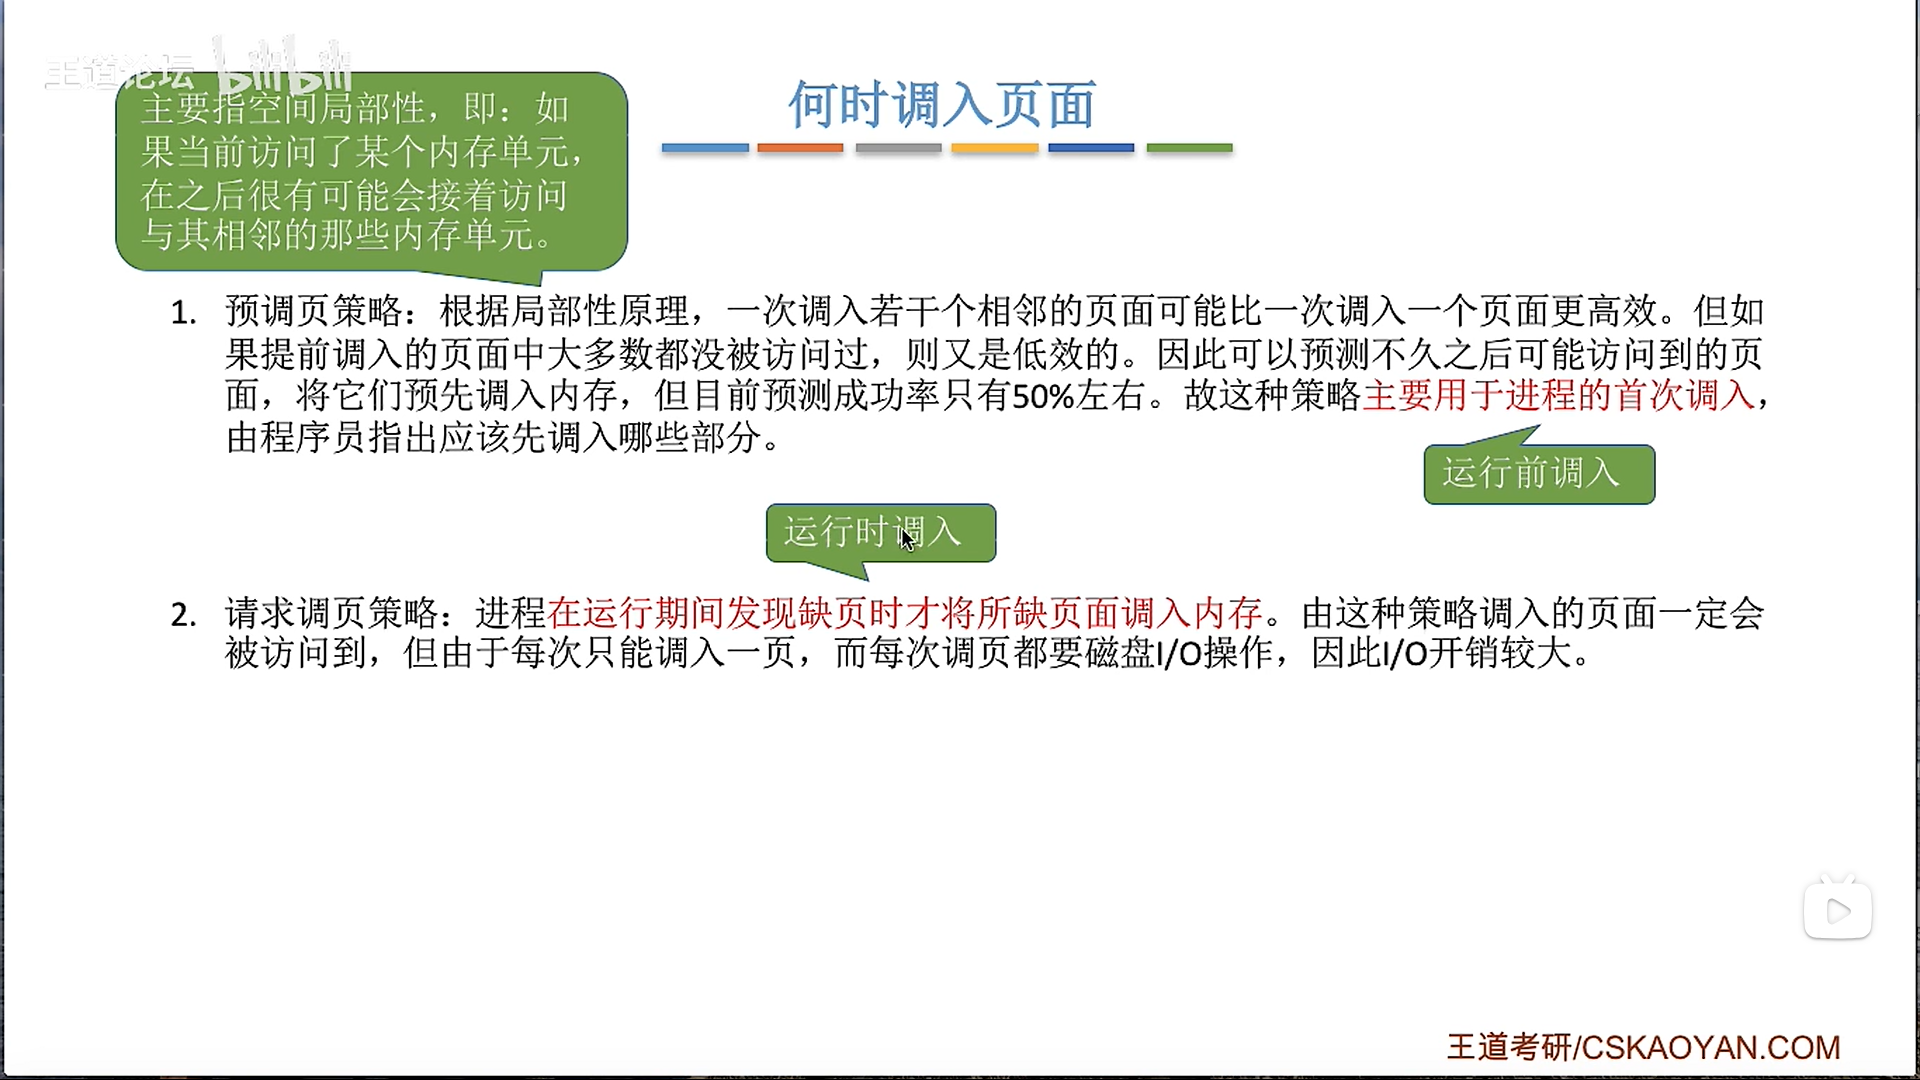 王道论坛 bilibili
何时调入页面
主要指空间局部性，即：如
果当前访问了某个内存单元，
在之后很有可能会接着访问
与其相邻的那些内存单元。
1. 预调页策略：根据局部性原理，一次调入若干个相邻的页面可能比一次调入一个页面更高效。但如
果提前调入的页面中大多数都没被访问过，则又是低效的。因此可以预测不久之后可能访问到的页
面，将它们预先调入内存，但目前预测成功率只有50%左右。故这种策略主要用于进程的首次调入，
由程序员指出应该先调入哪些部分。
运行前调入
运行时调入
2. 请求调页策略：进程在运行期间发现缺页时才将所缺页面调入内存。由这种策略调入的页面一定会
被访问到，但由于每次只能调入一页，而每次调页都要磁盘I/O操作，因此I/O开销较大。
王道考研/CSKAOYAN.COM